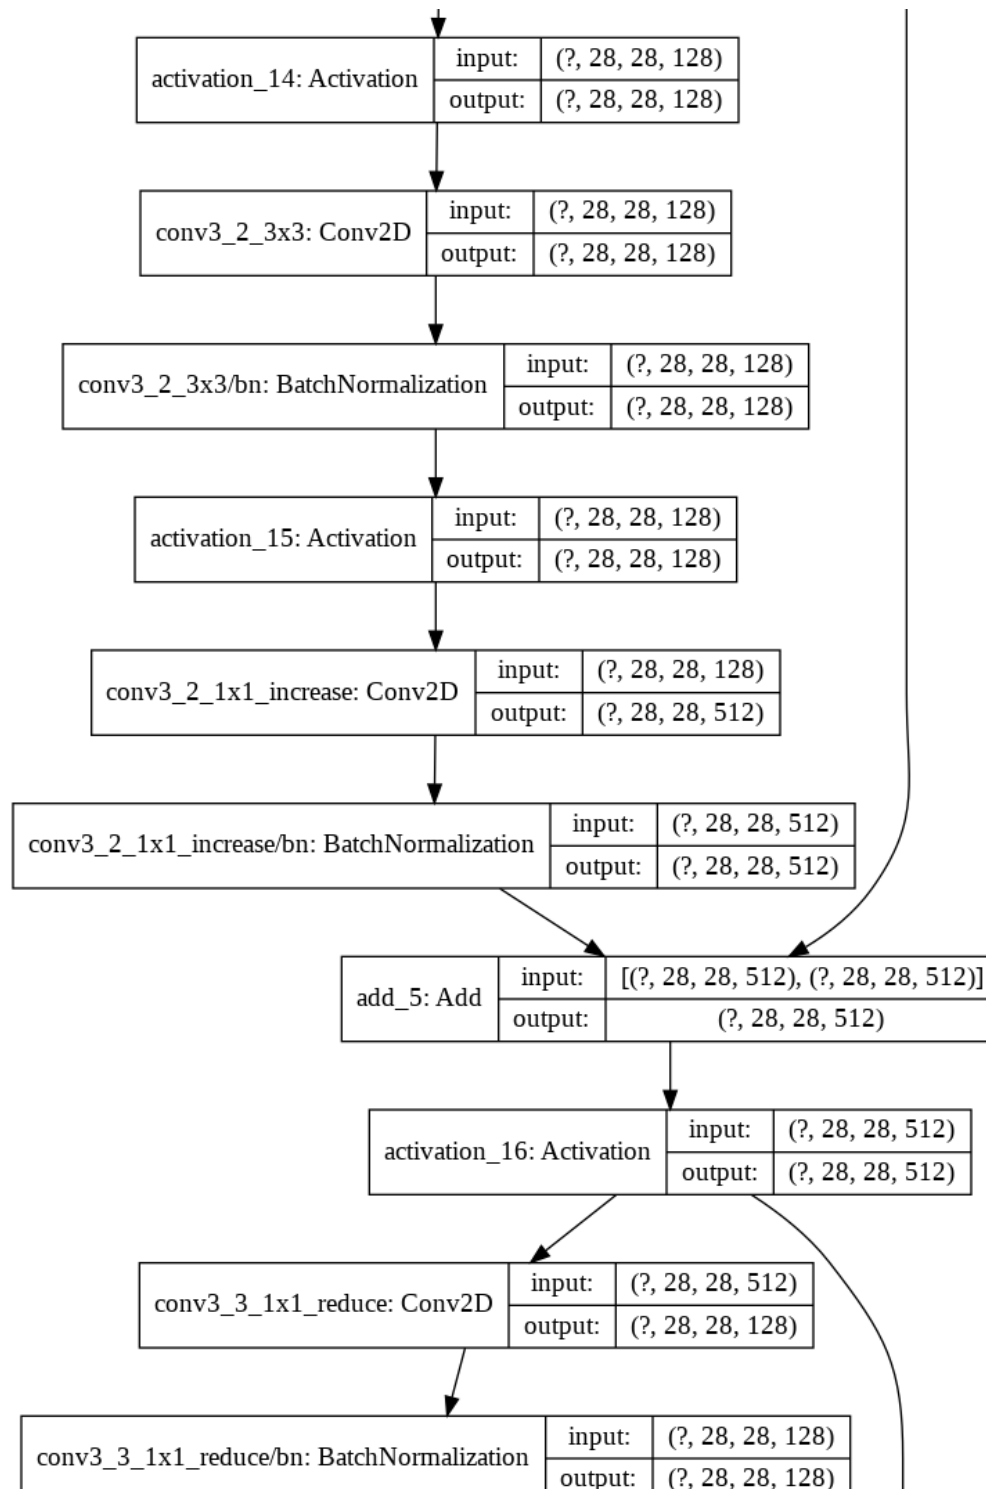 activation_14: Activation
input: (?, 28, 28, 128)
output: (?, 28, 28, 128)
conv3_2_3x3: Conv2D
input: (?, 28, 28, 128)
output: (?, 28, 28, 128)
conv3_2_3x3/bn: BatchNormalization
input: (?, 28, 28, 128)
output: (?, 28, 28, 128)
activation_15: Activation
input: (?, 28, 28, 128)
output: (?, 28, 28, 128)
conv3_2_1x1_increase: Conv2D
input: (?, 28, 28, 128)
output: (?, 28, 28, 512)
conv3_2_1x1_increase/bn: BatchNormalization
input: (?, 28, 28, 512)
output: (?, 28, 28, 512)
add_5: Add
input: [(?, 28, 28, 512), (?, 28, 28, 512)]
output: (?, 28, 28, 512)
activation_16: Activation
input: (?, 28, 28, 512)
output: (?, 28, 28, 512)
conv3_3_1x1_reduce: Conv2D
input: (?, 28, 28, 512)
output: (?, 28, 28, 128)
conv3_3_1x1_reduce/bn: BatchNormalization
input: (?, 28, 28, 128)
output: (?, 28, 28, 128)